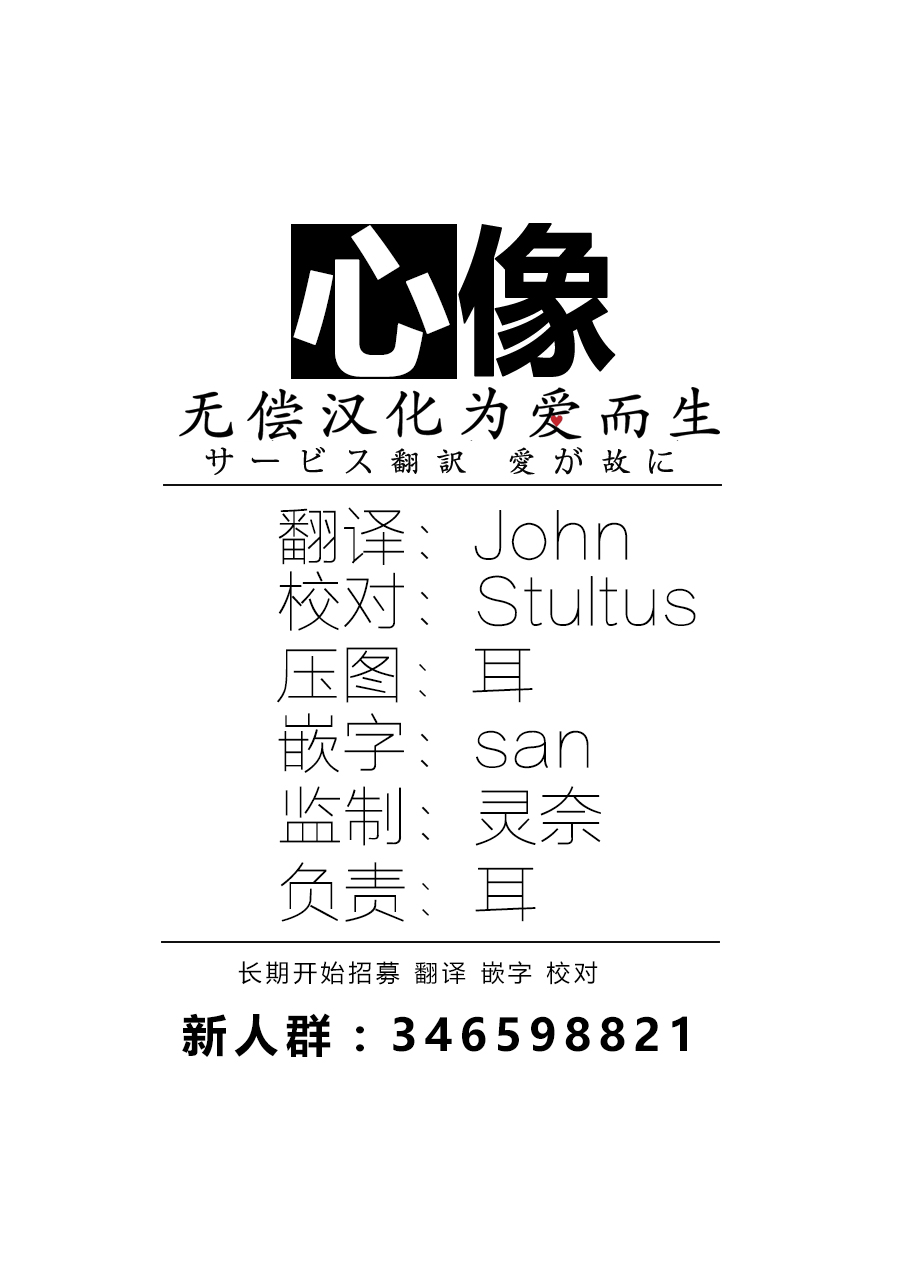 心像
无偿汉化为爱而生
サービス翻訳 愛が故に
翻译：John
校对：Stultus
压图：耳
嵌字：san
监制：灵奈
负责：耳
长期开始招募 翻译 嵌字 校对
新人群：346598821